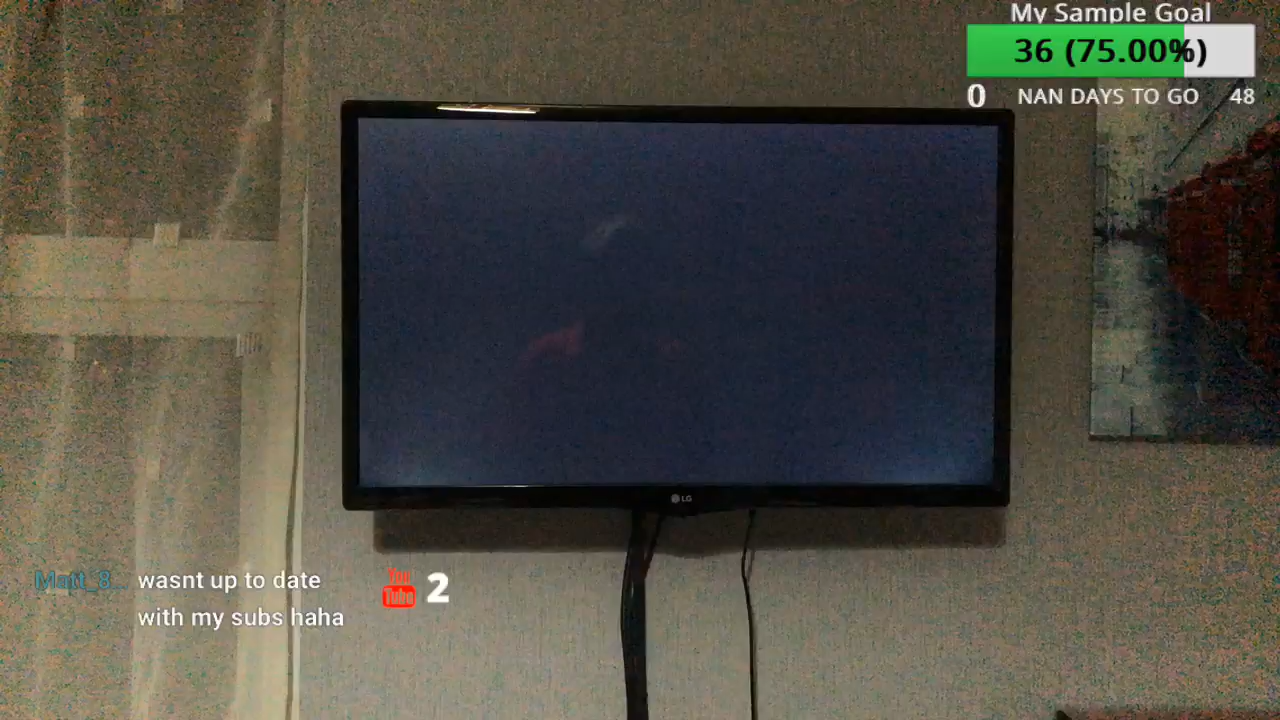 My Sample Goal
36 (75.00%)
0 NAN DAYS TO GO 48
LG
Matt_8... wasnt up to date
with my subs haha
You
Tube 2